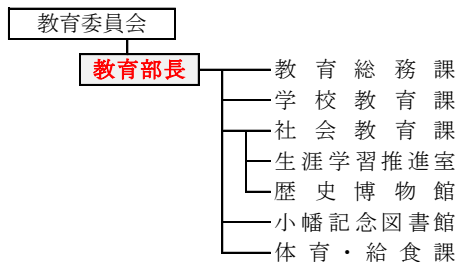 教育委員会
教育部長
教育総務課
学校教育課
社会教育課
生涯学習推進室
歴史博物館
小幡記念図書館
体育・給食課